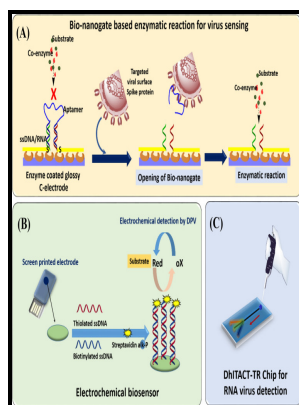 Bio-nanogate based enzymatic reaction for virus sensing
(A)
Substrate
Co-enzyme
X
Aptamer
ssDNA/RNA
S
S
Enzyme coated glossy
C-electrode
Targeted
viral surface
Spike protein
Opening of Bio-nanogate
Substrate
Co-enzyme
Enzymatic reaction
(B)
Screen printed electrode
Thiolated ssDNA
Biotinylated ssDNA
Streptavidin
Electrochemical detection by DPV
Substrate
Red
oX
Electrochemical biosensor
(C)
DhITACT-TR Chip for
RNA virus detection